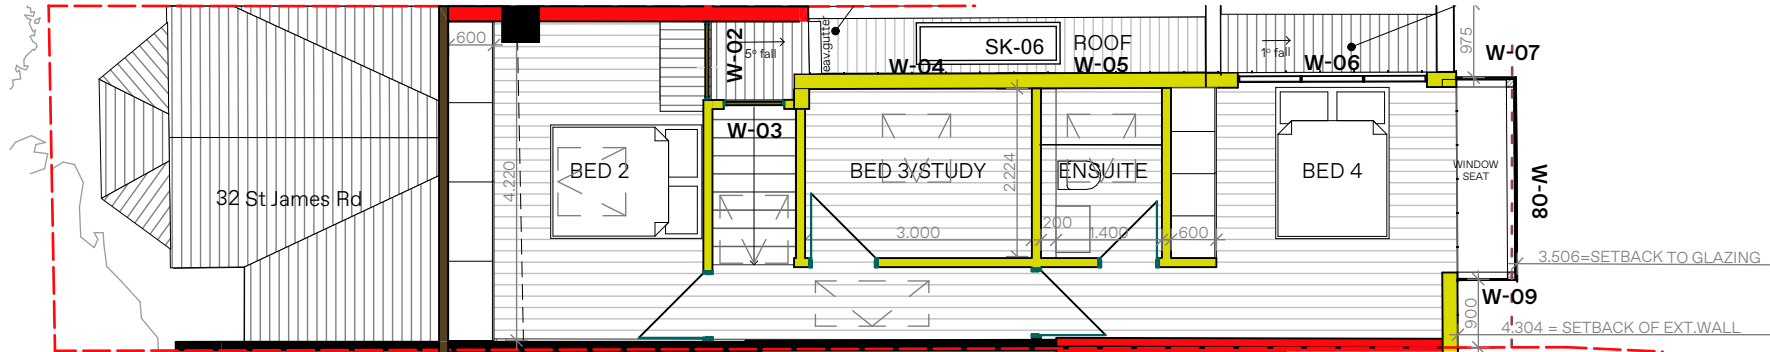 600
W-02
5° fall
eav.gutter
SK-06
ROOF
W-04
W-05
1° fall
W-06
975
W-07
W-03
32 St James Rd
4.220
BED 2
BED 3/STUDY
2.224
ENSUITE
BED 4
WINDOW
SEAT
W-08
3.000
200
1.400
600
3.506=SETBACK TO GLAZING
W-09
900
4.304 = SETBACK OF EXT.WALL